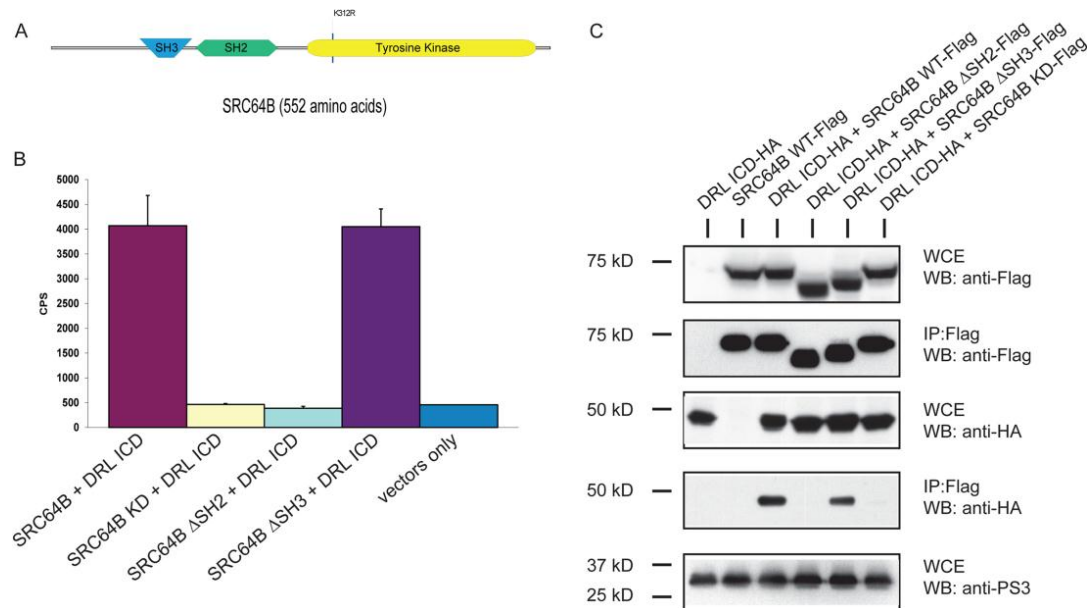 A
K312R
SH3
SH2
Tyrosine Kinase
SRC64B (552 amino acids)
B
5000
4500
4000
3500
3000
2500
2000
1500
1000
500
0
CPS
SRC64B + DRL ICD
SRC64B KD + DRL ICD
SRC64B ΔSH2 + DRL ICD
SRC64B ΔSH3 + DRL ICD
vectors only
C
DRL ICD-HA
SRC64B WT-Flag
DRL ICD-HA + SRC64B WT-Flag
DRL ICD-HA + SRC64B ΔSH2-Flag
DRL ICD-HA + SRC64B ΔSH3-Flag
DRL ICD-HA + SRC64B KD-Flag
75 kD
WCE
WB: anti-Flag
75 kD
IP:Flag
WB: anti-Flag
50 kD
WCE
WB: anti-HA
50 kD
IP:Flag
WB: anti-HA
37 kD
25 kD
WCE
WB: anti-PS3